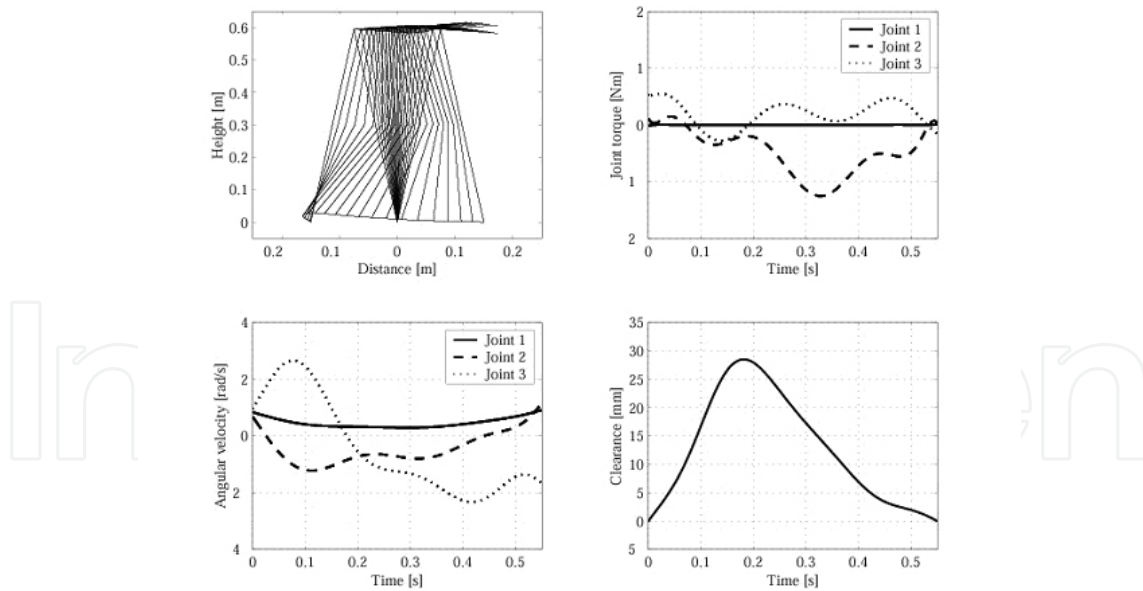 0.6
0.5
0.4
0.3
0.2
0.1
0
Height [m]
0.2 0.1 0 0.1 0.2
Distance [m]
2
1
0
1
2
Joint torque [Nm]
Joint 1
Joint 2
Joint 3
0 0.1 0.2 0.3 0.4 0.5
Time [s]
4
2
0
2
4
Angular velocity [rad/s]
Joint 1
Joint 2
Joint 3
0 0.1 0.2 0.3 0.4 0.5
Time [s]
35
30
25
20
15
10
5
0
5
Clearance [mm]
0 0.1 0.2 0.3 0.4 0.5
Time [s]
In
en